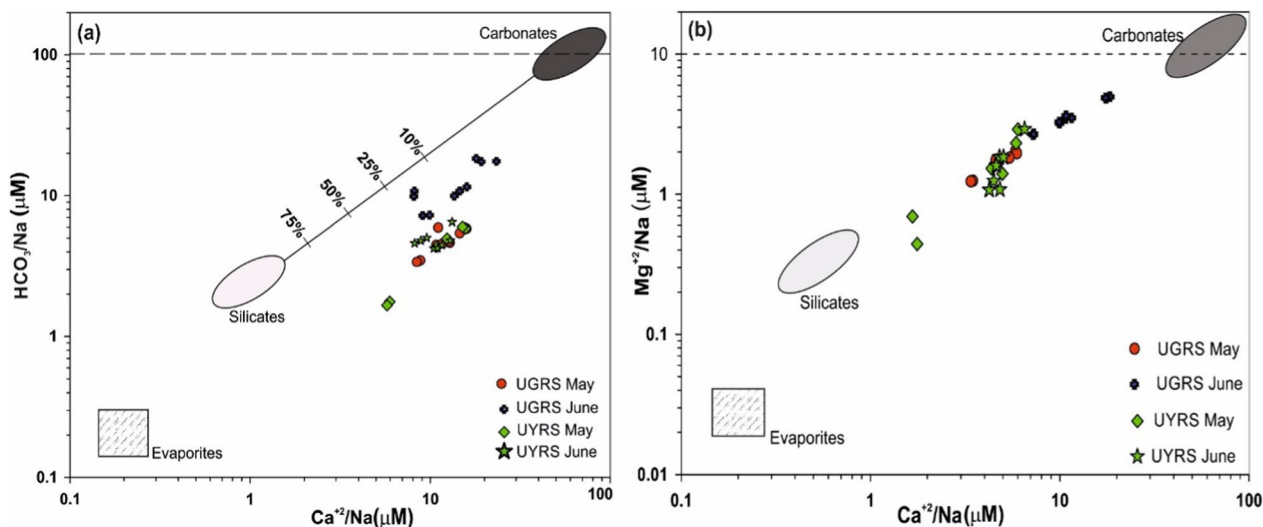 (a)
Carbonates
100
10%
25%
50%
75%
10
HCO₃/Na (µM)
Silicates
1
UGRS May
UGRS June
UYRS May
UYRS June
Evaporites
0.1
0.1
1
10
100
Ca⁺²/Na(µM)
(b)
Carbonates
10
1
Mg⁺²/Na (µM)
Silicates
0.1
UGRS May
UGRS June
UYRS May
UYRS June
Evaporites
0.01
0.1
1
10
100
Ca⁺²/Na(µM)